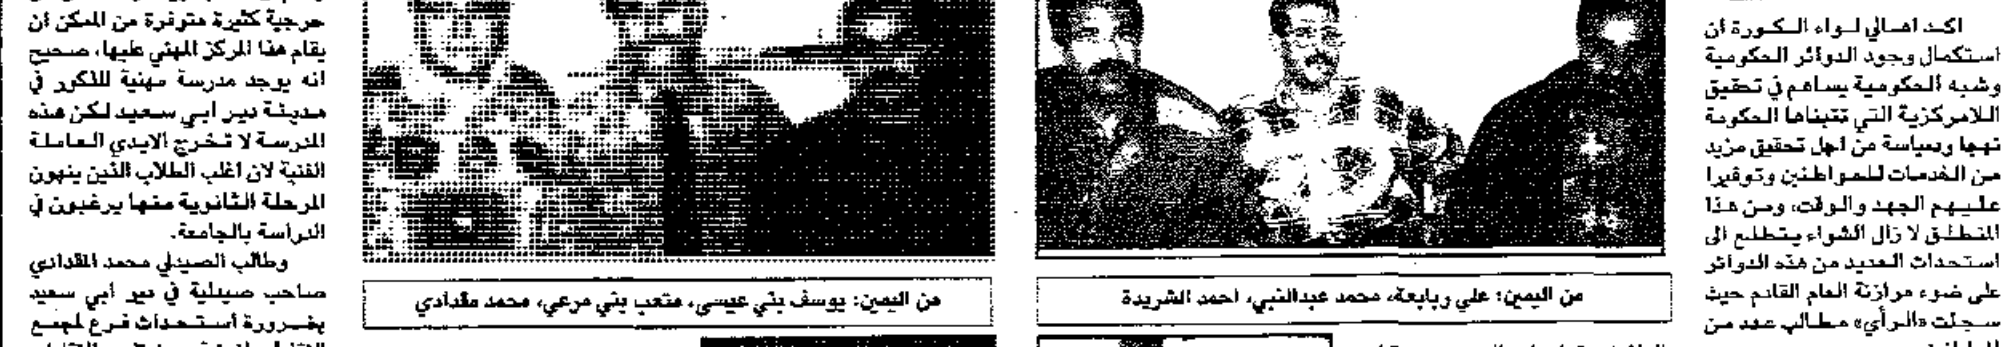 اكد اهالي لواء الكورة أن
استكمال وجود الدوائر الحكومية
وشبه الحكومية يساهم في تحقيق
اللامركزية التي تتبناها الحكومة
نهجا وسياسة من اجل تحقيق مزيد
من الخدمات للمواطنين وتوفيرا
عليهم الجهد والوقت، ومن هذا
المنطلق لا زال الشواء يتطلع الى
استحداث العديد من هذه الدوائر
على ضوء موازنة العام القادم حيث
سجلت «الرأي» مطالب عدد من
من اليمين: علي ربابعة، محمد عبدالنبي، احمد الشريدة
من اليمين: يوسف بني عيسى، متعب بني مرعي، محمد مقدادي
حرجية كثيرة متوفرة من الممكن ان
يقام هذا المركز المهني عليها، صحيح
انه يوجد مدرسة مهنية للذكور في
مدينة دير ابي سعيد لكن هذه
المدرسة لا تخرج الايدي العاملة
الفنية لان اغلب الطلاب الذين ينهون
المرحلة الثانوية منها يرغبون في
الدراسة بالجامعة.
وطالب الصيدلي محمد المقدادي
صاحب صيدلية في دير ابي سعيد
بضرورة استحداث فرع لمجمع